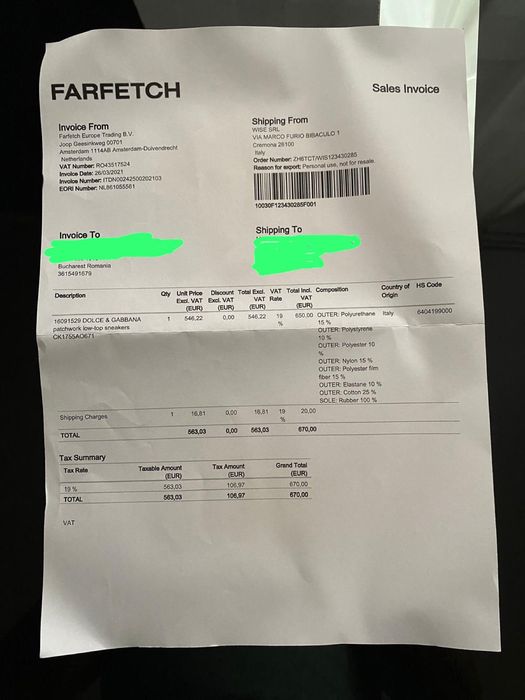 FARFETCH
Sales Invoice
Invoice From
Farfetch Europe Trading B.V.
Joop Geesinkweg 00701
Amsterdam 1114AB Amsterdam-Duivendrecht
Netherlands
VAT Number: RO43517524
Invoice Date: 26/03/2021
Invoice Number: ITDN00242500202103
EORI Number: NL861055581
Shipping From
WISE SRL
VIA MARCO FURIO BIBACULO 1
Cremona 26100
Italy
Order Number: ZH6TCT/WIS123430285
Reason for export: Personal use, not for resale.
10030F123430285F001
Invoice To
Bucharest Romania
3615491679
Shipping To
Description Qty Unit Price Excl. VAT (EUR) Discount Excl. VAT (EUR) Total Excl. VAT (EUR) VAT Rate Total Incl. VAT (EUR) Composition Country of Origin HS Code
16091529 DOLCE & GABBANA 1 546,22 0,00 546,22 19 % 650,00 OUTER: Polyurethane 15 % Italy 6404199000
patchwork low-top sneakers
CK1755AO671
OUTER: Polystyrene
10 %
OUTER: Polyester 10
%
OUTER: Nylon 15 %
OUTER: Polyester film
fiber 15 %
OUTER: Elastane 10 %
OUTER: Cotton 25 %
SOLE: Rubber 100 %
Shipping Charges 1 16,81 0,00 16,81 19 % 20,00
TOTAL 563,03 0,00 563,03 670,00
Tax Summary
Tax Rate Taxable Amount (EUR) Tax Amount (EUR) Grand Total (EUR)
19 % 563,03 106,97 670,00
TOTAL 563,03 106,97 670,00
VAT